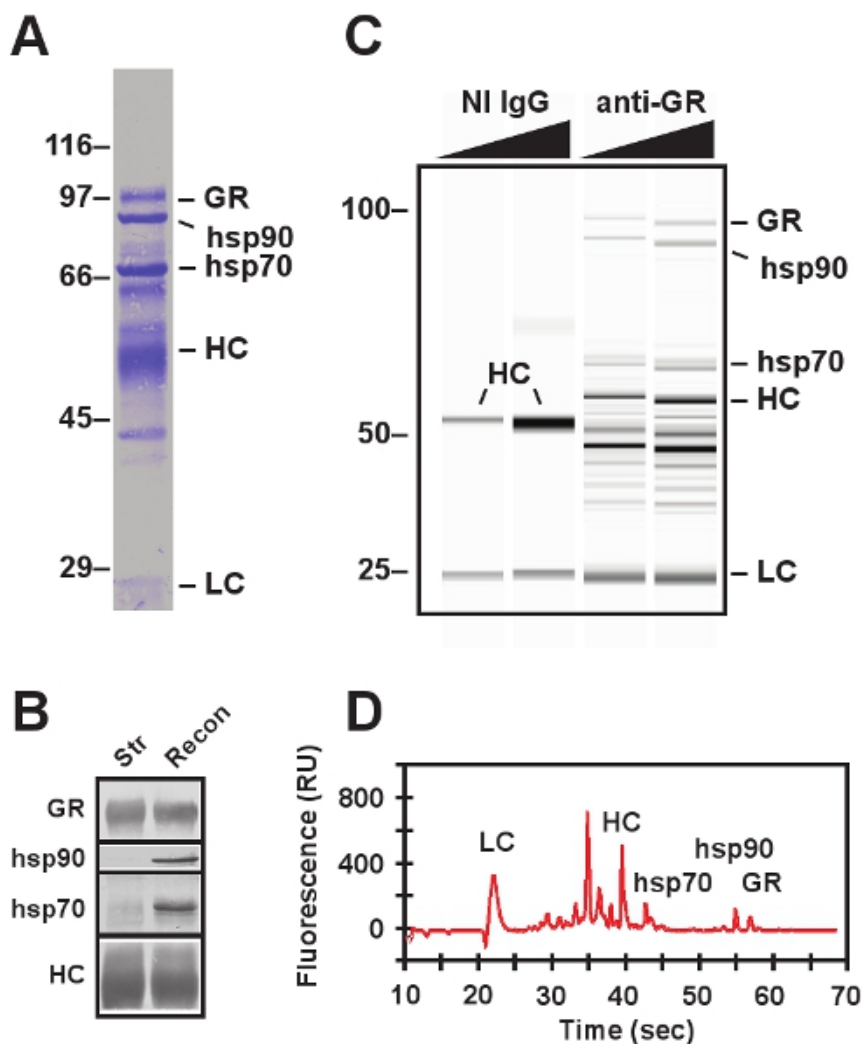 A
116
97
66
45
29
GR
hsp90
hsp70
HC
LC
C
NI IgG anti-GR
100
50
25
HC
GR
hsp90
hsp70
HC
LC
B
Str Recon
GR
hsp90
hsp70
HC
D
Fluorescence (RU)
800
400
0
LC
HC
hsp70
hsp90
GR
10 20 30 40 50 60 70
Time (sec)